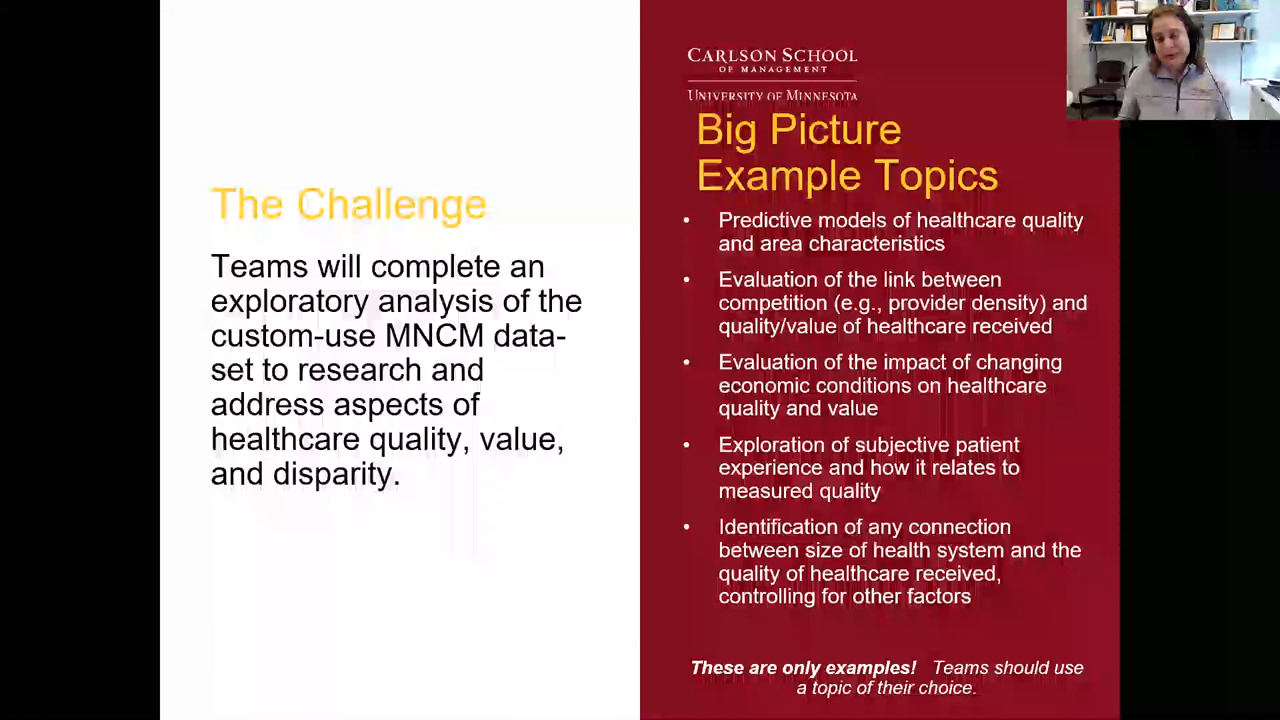 The Challenge
Teams will complete an
exploratory analysis of the
custom-use MNCM data-
set to research and
address aspects of
healthcare quality, value,
and disparity.
CARLSON SCHOOL
OF MANAGEMENT
UNIVERSITY OF MINNESOTA
Big Picture
Example Topics
• Predictive models of healthcare quality
and area characteristics
• Evaluation of the link between
competition (e.g., provider density) and
quality/value of healthcare received
• Evaluation of the impact of changing
economic conditions on healthcare
quality and value
• Exploration of subjective patient
experience and how it relates to
measured quality
• Identification of any connection
between size of health system and the
quality of healthcare received,
controlling for other factors
These are only examples! Teams should use
a topic of their choice.